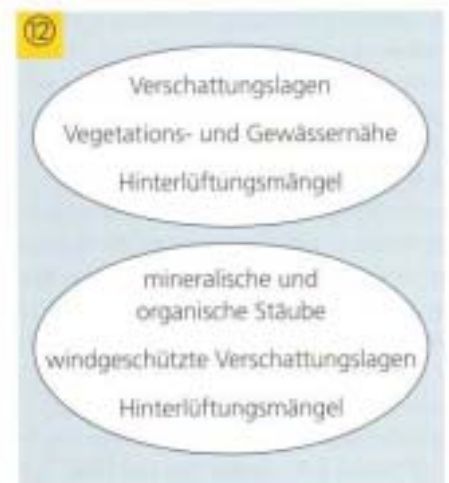 ⑫
Verschattungslagen
Vegetations- und Gewässernähe
Hinterlüftungsmängel
mineralische und
organische Stäube
windgeschützte Verschattungslagen
Hinterlüftungsmängel